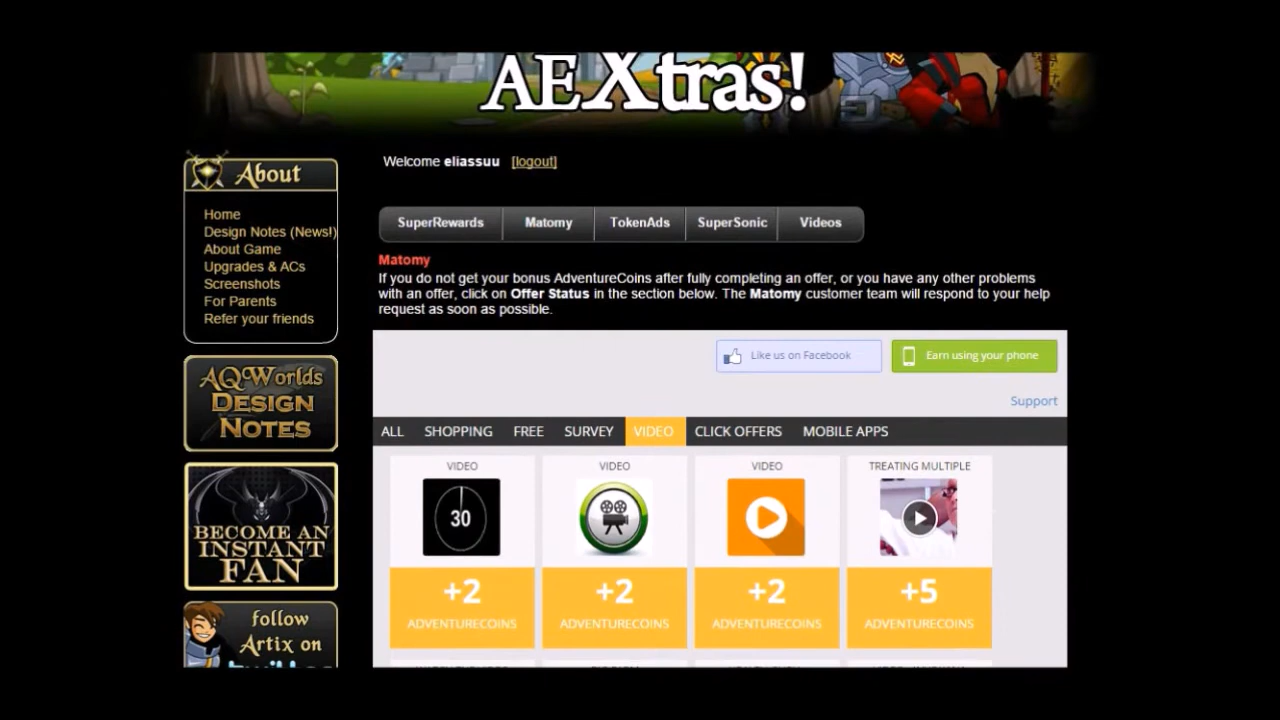 AEXtras!
Welcome eliassuu [logout]
About
Home
Design Notes (News!)
About Game
Upgrades & ACs
Screenshots
For Parents
Refer your friends
AQWorlds
DESIGN
NOTES
BECOME AN
INSTANT
FAN
follow
Artix on
SuperRewards Matomy TokenAds SuperSonic Videos
Matomy
If you do not get your bonus AdventureCoins after fully completing an offer, or you have any other problems
with an offer, click on Offer Status in the section below. The Matomy customer team will respond to your help
request as soon as possible.
Like us on Facebook Earn using your phone
Support
ALL SHOPPING FREE SURVEY VIDEO CLICK OFFERS MOBILE APPS
VIDEO VIDEO VIDEO TREATING MULTIPLE
30
+2 +2 +2 +5
ADVENTURECOINS ADVENTURECOINS ADVENTURECOINS ADVENTURECOINS